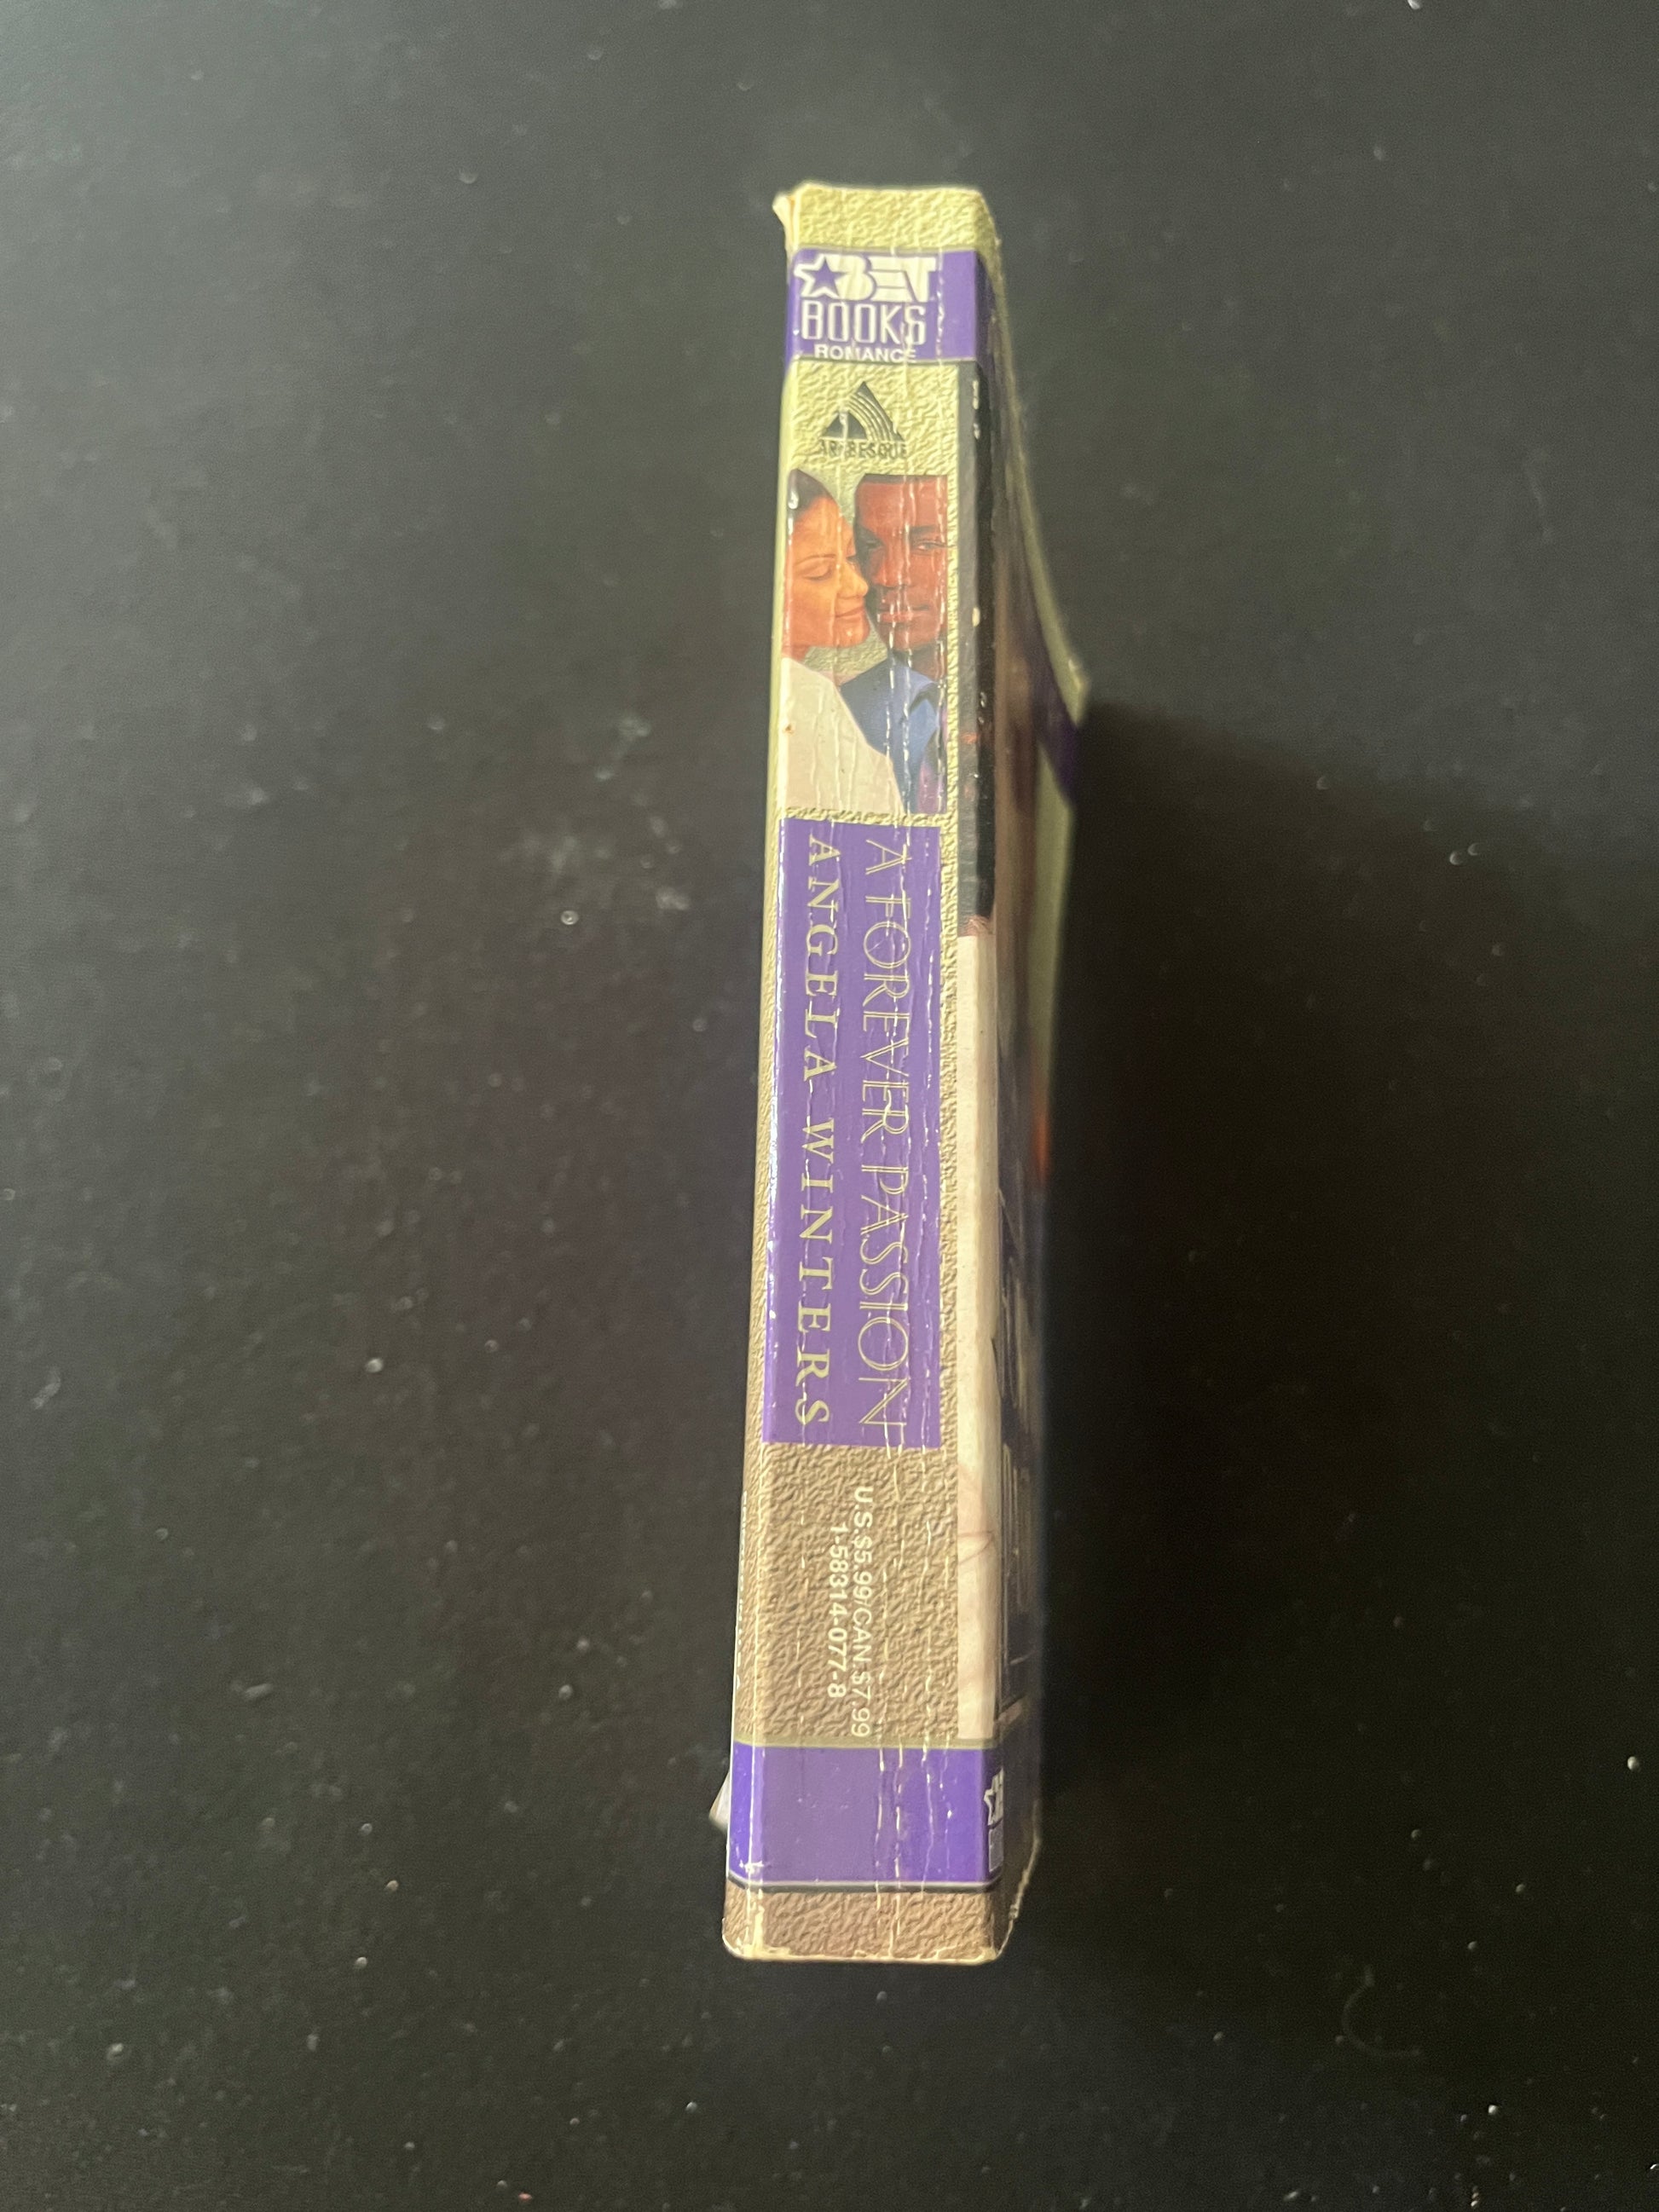 BET
BOOKS
ROMANCE
ARABESQUE
A FOREVER PASSION
ANGELA WINTERS
U.S.$5.99/CAN.$7.99
1-58314-077-8